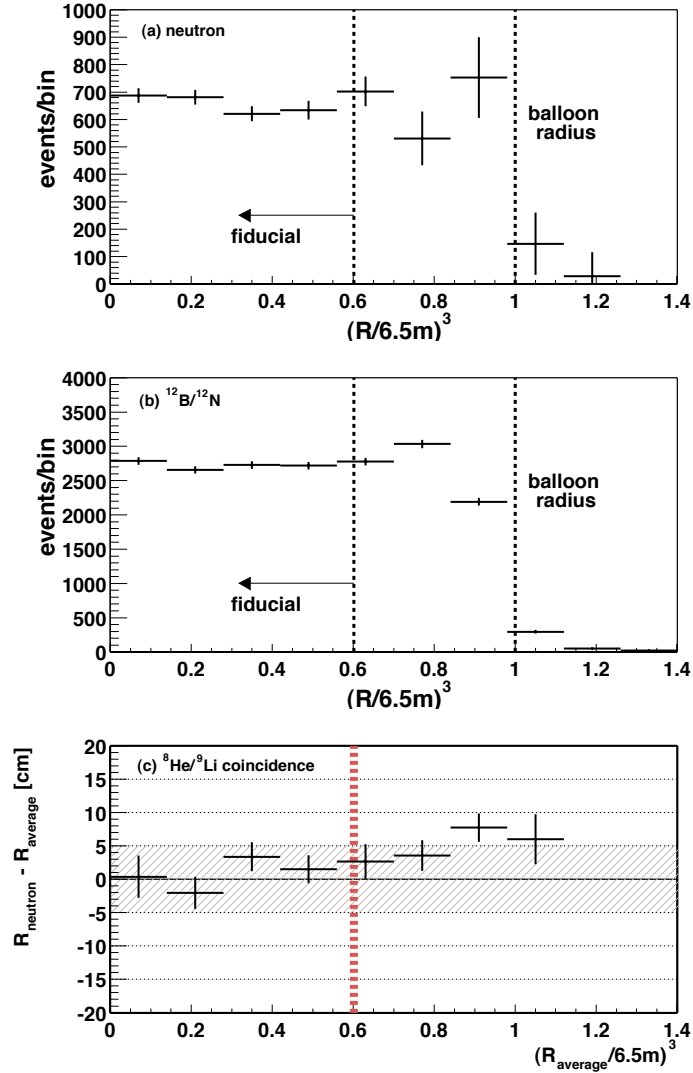 1000
900
800
700
600
500
400
300
200
100
0
events/bin
(a) neutron
balloon
radius
fiducial
0 0.2 0.4 0.6 0.8 1 1.2 1.4
(R/6.5m)³
4000
3500
3000
2500
2000
1500
1000
500
0
events/bin
(b) ¹²B/¹²N
balloon
radius
fiducial
0 0.2 0.4 0.6 0.8 1 1.2 1.4
(R/6.5m)³
20
15
10
5
0
-5
-10
-15
-20
R_neutron - R_average [cm]
(c) ⁸He/⁹Li coincidence
0 0.2 0.4 0.6 0.8 1 1.2 1.4
(R_average/6.5m)³